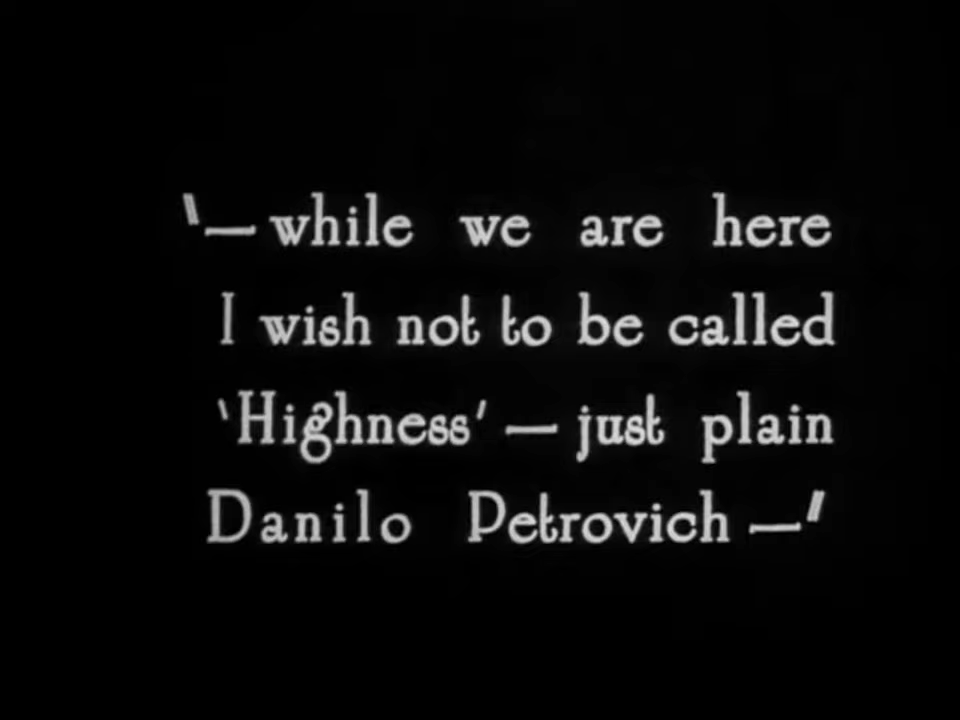 "—while we are here
I wish not to be called
'Highness'—just plain
Danilo Petrovich—"